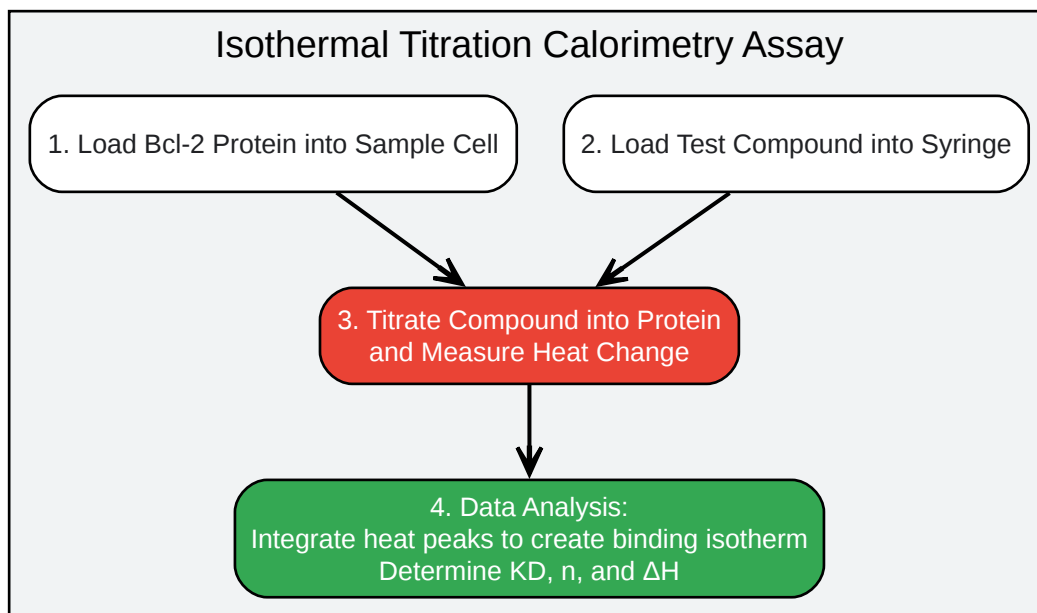 Isothermal Titration Calorimetry Assay
1. Load Bcl-2 Protein into Sample Cell
2. Load Test Compound into Syringe
3. Titrate Compound into Protein
and Measure Heat Change
4. Data Analysis:
Integrate heat peaks to create binding isotherm
Determine KD, n, and ΔH